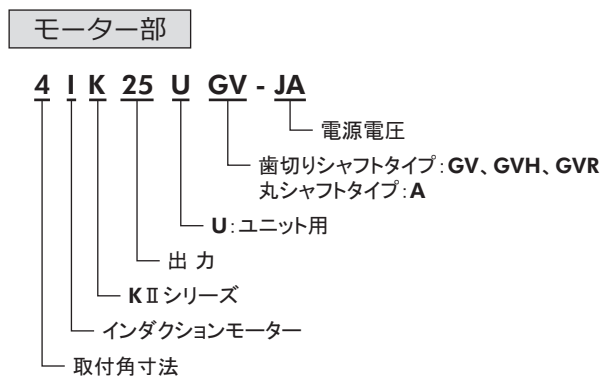 モーター部
4 I K 25 U GV - JA
電源電圧
歯切りシャフトタイプ：GV、GVH、GVR
丸シャフトタイプ：A
U：ユニット用
出 力
KⅡシリーズ
インダクションモーター
取付角寸法